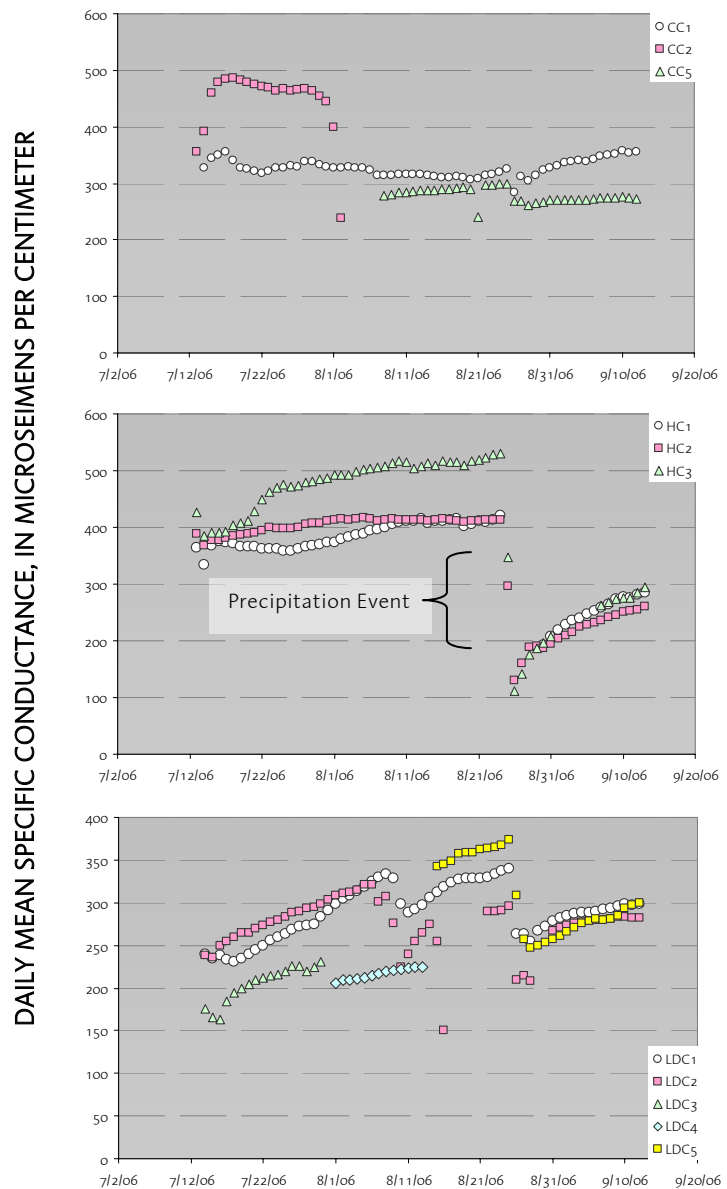 DAILY MEAN SPECIFIC CONDUCTANCE, IN MICROSEIMENS PER CENTIMETER
600
500
400
300
200
100
0
7/2/06 7/12/06 7/22/06 8/1/06 8/11/06 8/21/06 8/31/06 9/10/06 9/20/06
CC1
CC2
CC5
600
500
400
300
200
100
0
7/2/06 7/12/06 7/22/06 8/1/06 8/11/06 8/21/06 8/31/06 9/10/06 9/20/06
HC1
HC2
HC3
Precipitation Event
400
350
300
250
200
150
100
50
0
7/2/06 7/12/06 7/22/06 8/1/06 8/11/06 8/21/06 8/31/06 9/10/06 9/20/06
LDC1
LDC2
LDC3
LDC4
LDC5